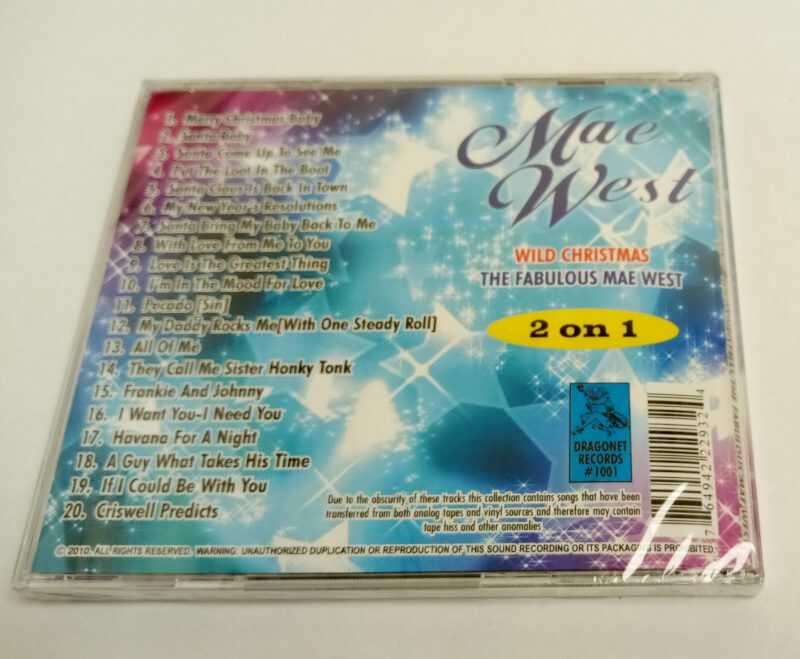 1. Merry Christmas Baby
2. Santa Baby
3. Santa Come Up To See Me
4. Put The Loot In The Boot
5. Santa Claus Is Back In Town
6. My New Year's Resolutions
7. Santa Bring My Baby Back To Me
8. With Love From Me To You
9. Love Is The Greatest Thing
10. I'm In The Mood For Love
11. Pecado [Sin]
12. My Daddy Rocks Me[With One Steady Roll]
13. All Of Me
14. They Call Me Sister Honky Tonk
15. Frankie And Johnny
16. I Want You-I Need You
17. Havana For A Night
18. A Guy What Takes His Time
19. If I Could Be With You
20. Criswell Predicts
Mae
West
WILD CHRISTMAS
THE FABULOUS MAE WEST
2 on 1
DRAGONET
RECORDS
#1001
7 64942 22932 4
Due to the obscurity of these tracks this collection contains songs that have been
transferred from both analog tapes and vinyl sources and therefore may contain
tape hiss and other anomalies
© 2010. ALL RIGHTS RESERVED. WARNING: UNAUTHORIZED DUPLICATION OR REPRODUCTION OF THIS SOUND RECORDING OR ITS PACKAGING IS PROHIBITED.